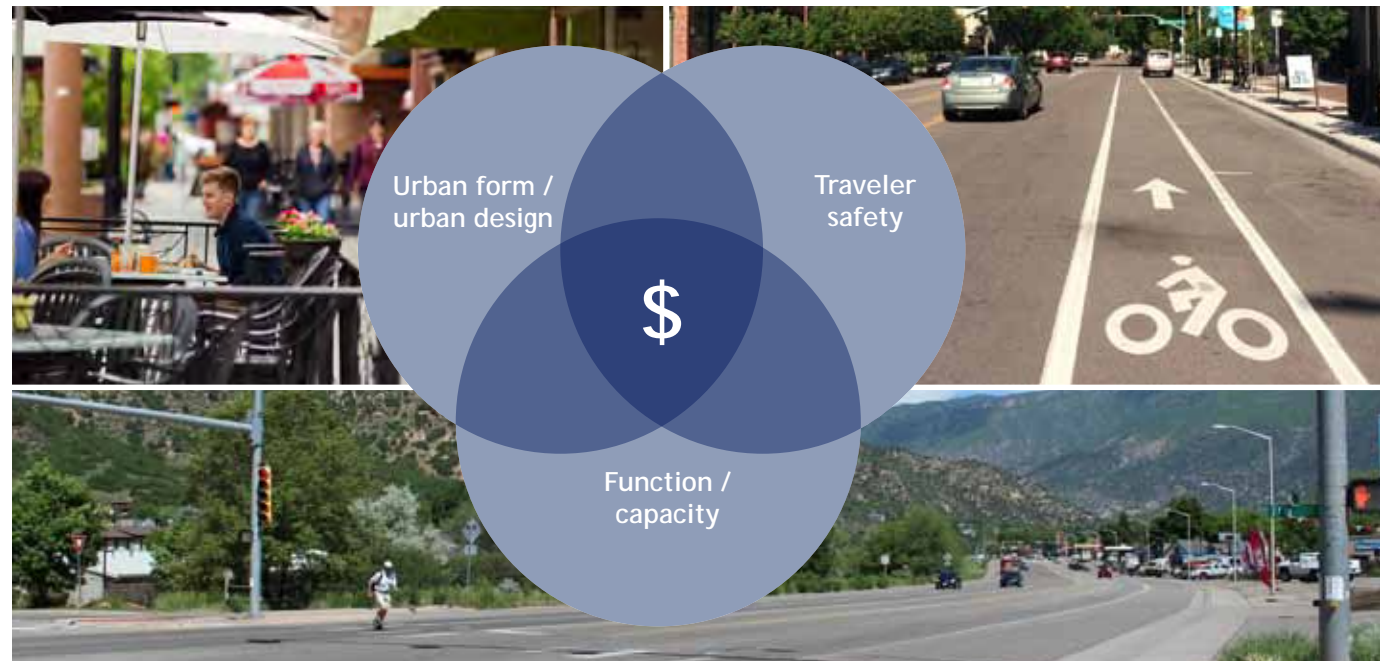 Urban form /
urban design
Traveler
safety
$
Function /
capacity